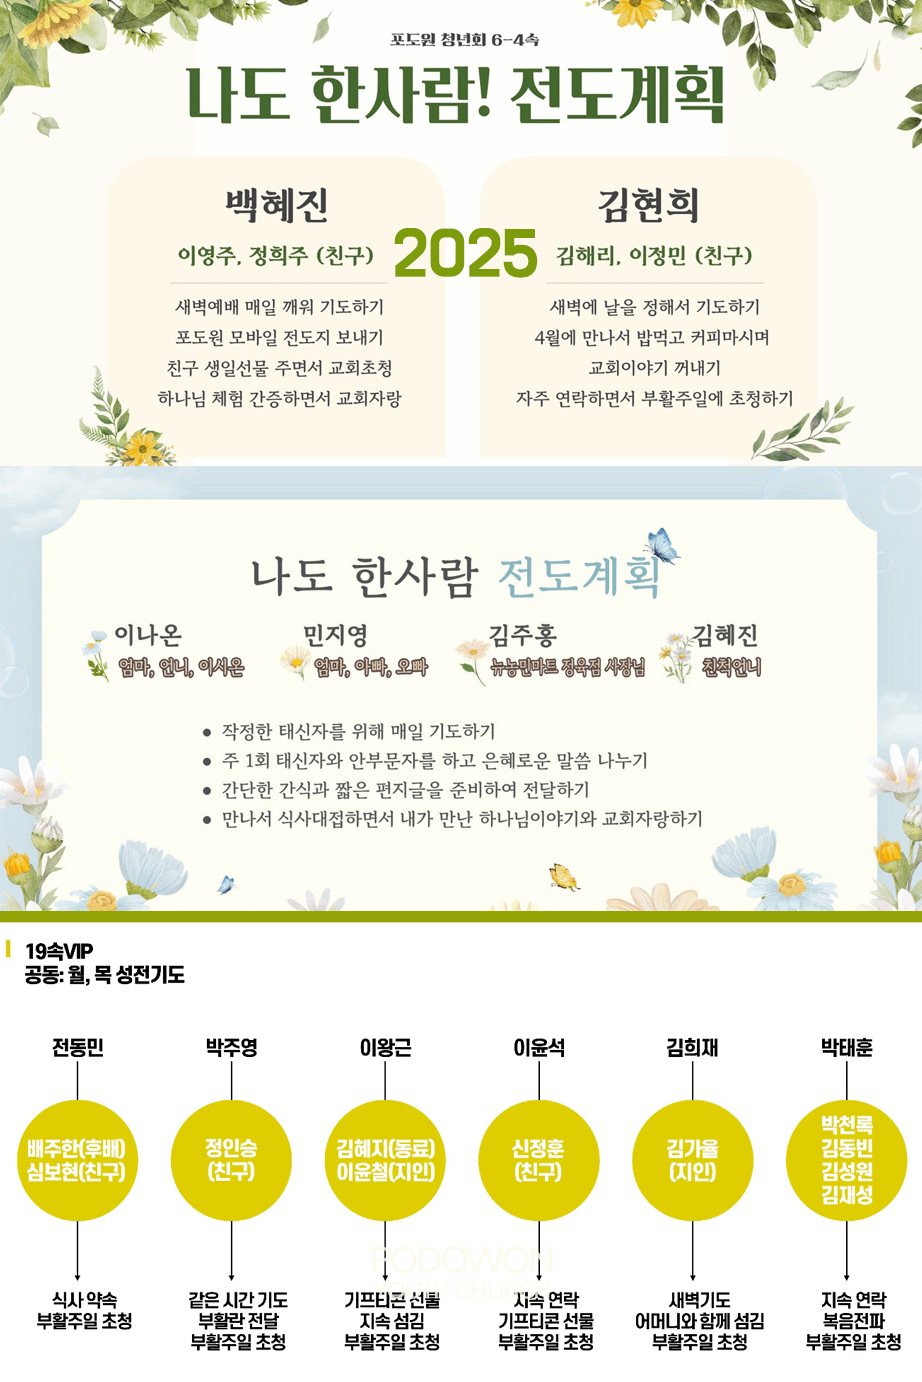 포도원 청년회 6-4속
나도 한사람! 전도계획
2025
백혜진
이영주, 정희주 (친구)
새벽예배 매일 깨워 기도하기
포도원 모바일 전도지 보내기
친구 생일선물 주면서 교회초청
하나님 체험 간증하면서 교회자랑
김현희
김해리, 이정민 (친구)
새벽에 날을 정해서 기도하기
4월에 만나서 밥먹고 커피마시며
교회이야기 꺼내기
자주 연락하면서 부활주일에 초청하기
나도 한사람 전도계획
이나온
엄마, 언니, 이시온
민지영
엄마, 아빠, 오빠
김주홍
뉴농민마트 정육점 사장님
김혜진
친척언니
● 작정한 태신자를 위해 매일 기도하기
● 주 1회 태신자와 안부문자를 하고 은혜로운 말씀 나누기
● 간단한 간식과 짧은 편지글을 준비하여 전달하기
● 만나서 식사대접하면서 내가 만난 하나님이야기와 교회자랑하기
19속VIP
공동: 월, 목 성전기도
전동민
배주한(후배)
심보현(친구)
식사 약속
부활주일 초청
박주영
정인승
(친구)
같은 시간 기도
부활란 전달
부활주일 초청
이왕근
김혜지(동료)
이윤철(지인)
기프티콘 선물
지속 섬김
부활주일 초청
이윤석
신정훈
(친구)
지속 연락
기프티콘 선물
부활주일 초청
김희재
김가율
(지인)
새벽기도
어머니와 함께 섬김
부활주일 초청
박태훈
박천록
김동빈
김성원
김재성
지속 연락
복음전파
부활주일 초청
PODOWON
YOUTH CHURCH